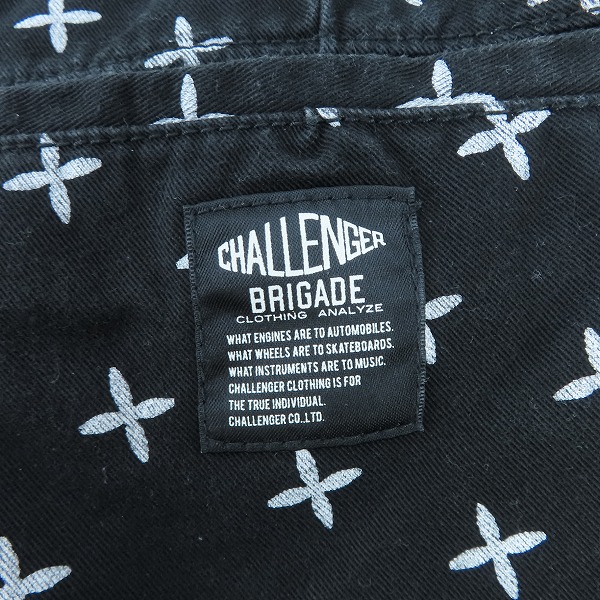 CHALLENGER
BRIGADE
CLOTHING ANALYZE
WHAT ENGINES ARE TO AUTOMOBILES.
WHAT WHEELS ARE TO SKATEBOARDS.
WHAT INSTRUMENTS ARE TO MUSIC.
CHALLENGER CLOTHING IS FOR
THE TRUE INDIVIDUAL.
CHALLENGER CO.,LTD.